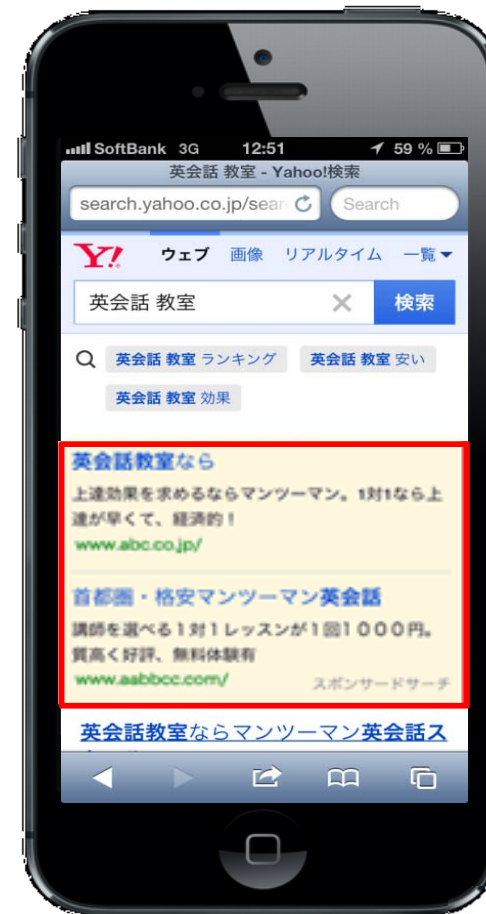 SoftBank 3G 12:51 59 %
英会話 教室 - Yahoo!検索
search.yahoo.co.jp/sear Search
Y! ウェブ 画像 リアルタイム 一覧▼
英会話 教室 検索
英会話 教室 ランキング 英会話 教室 安い
英会話 教室 効果
英会話教室なら
上達効果を求めるならマンツーマン。1対1なら上
達が早くて、経済的！
www.abc.co.jp/
首都圏・格安マンツーマン英会話
講師を選べる１対１レッスンが１回１０００円。
質高く好評、無料体験有
www.aabbcc.com/ スポンサードサーチ
英会話教室ならマンツーマン英会話ス